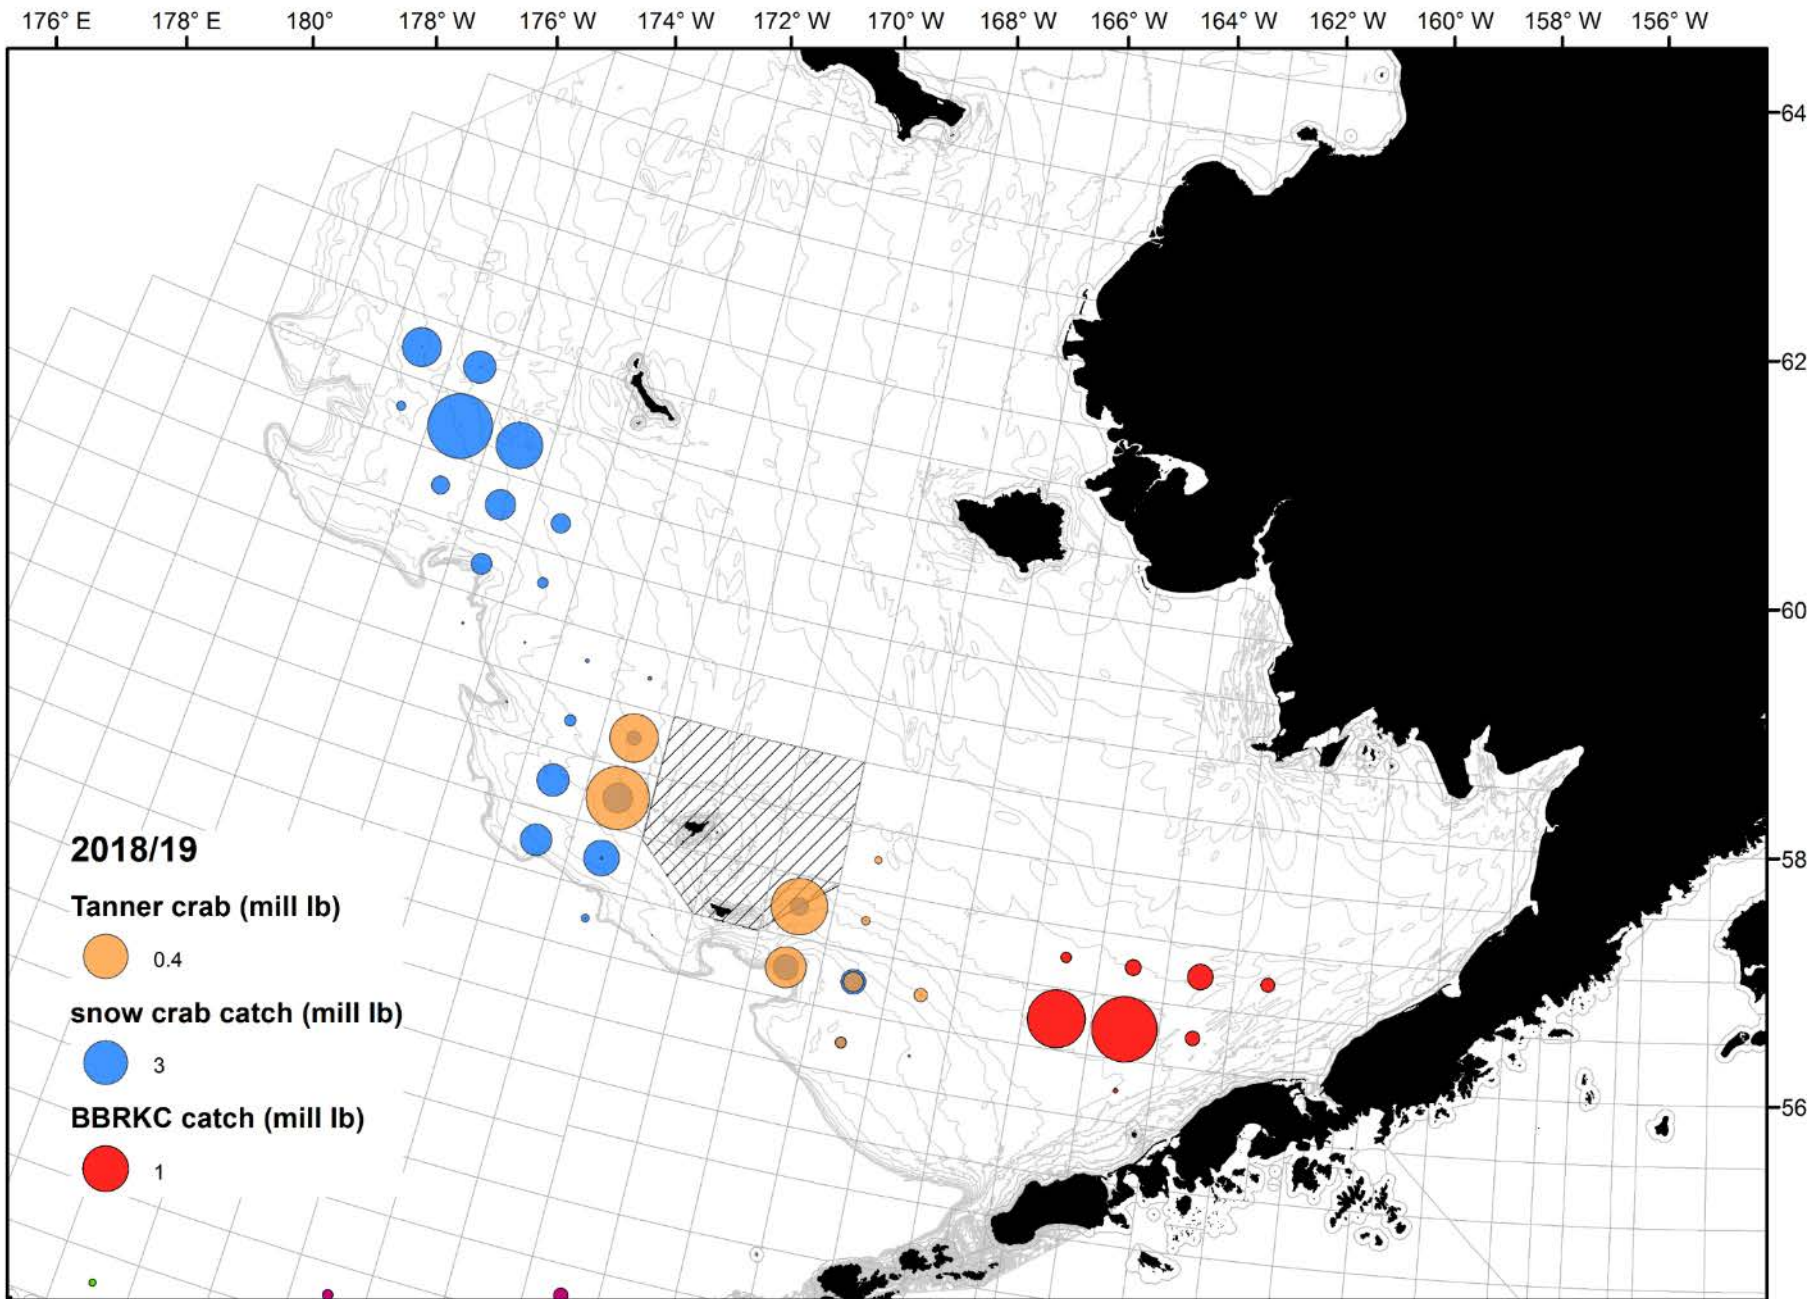 176° E 178° E 180° 178° W 176° W 174° W 172° W 170° W 168° W 166° W 164° W 162° W 160° W 158° W 156° W
64
62
60
58
56
2018/19
Tanner crab (mill lb)
0.4
snow crab catch (mill lb)
3
BBRKC catch (mill lb)
1